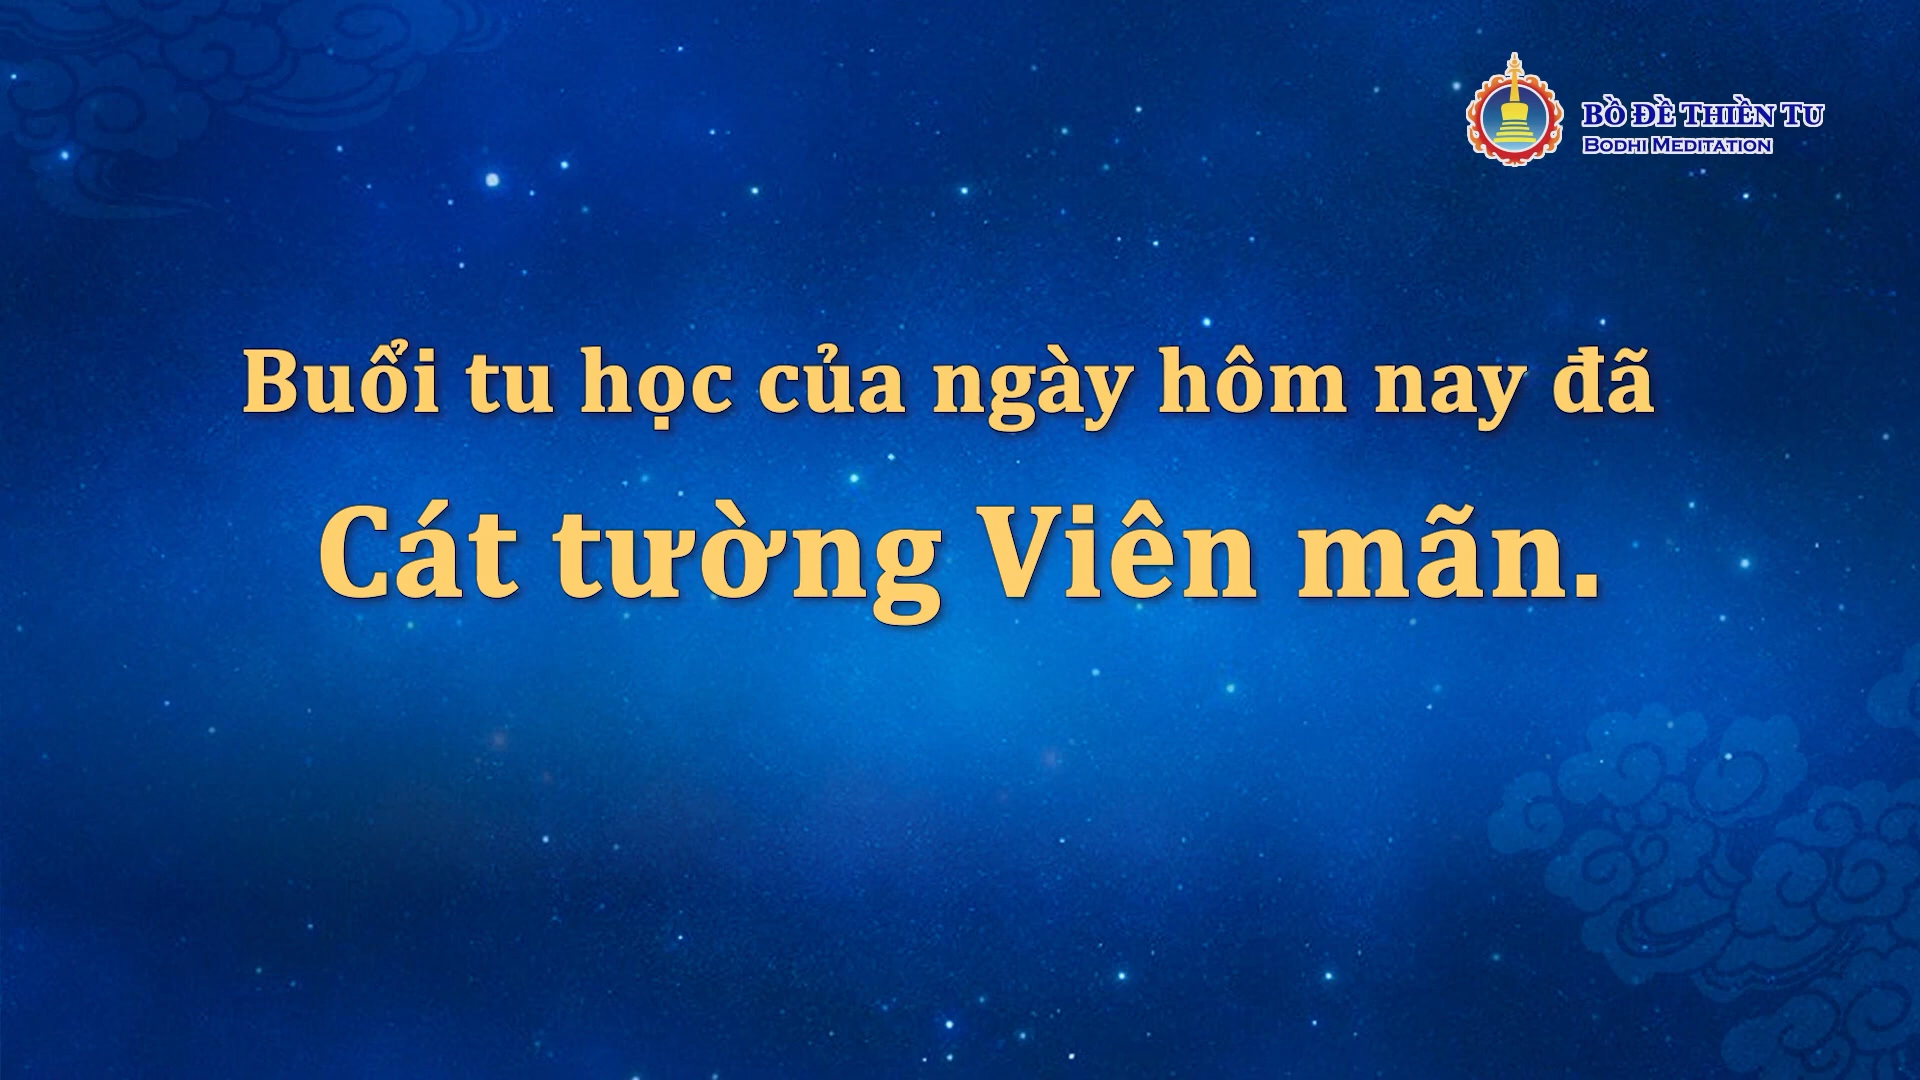 BỒ ĐỀ THIỀN TU
BODHI MEDITATION
Buổi tu học của ngày hôm nay đã
Cát tường Viên mãn.